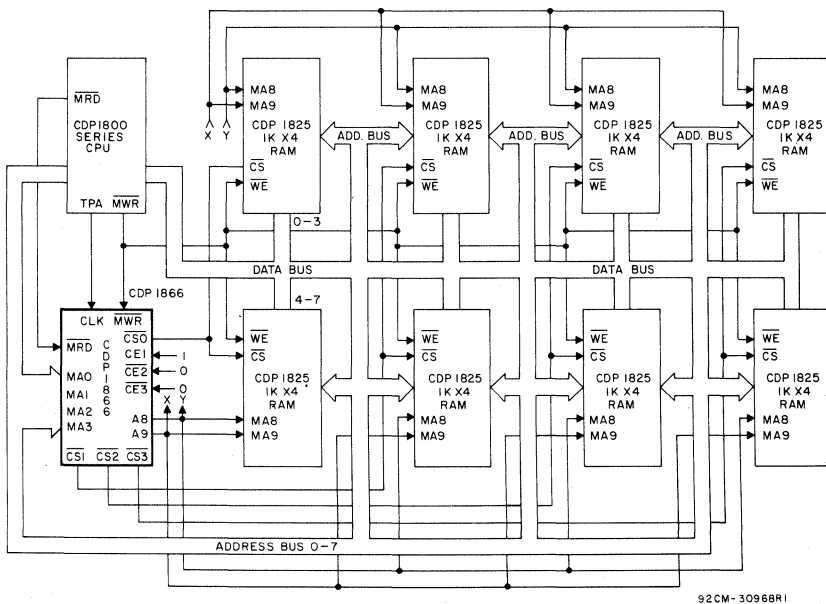 MRD
CDP1800
SERIES
CPU
TPA MWR
MA8
MA9
CDP 1825
1K X4
RAM
CS
WE
0-3
X Y
ADD. BUS
MA8
MA9
CDP 1825
1K X4
RAM
CS
WE
ADD. BUS
MA8
MA9
CDP 1825
1K X4
RAM
CS
WE
ADD. BUS
MA8
MA9
CDP 1825
1K X4
RAM
CS
WE
DATA BUS
DATA BUS
CDP 1866
CLK MWR
MRD
MA0
MA1
MA2
MA3
CDP1866
CS0
CE1
CE2
CE3
A8
A9
CS1 CS2 CS3
1
0
0
X Y
4-7
WE
CS
CDP 1825
1K X4
RAM
MA8
MA9
WE
CS
CDP 1825
1K X4
RAM
MA8
MA9
WE
CS
CDP 1825
1K X4
RAM
MA8
MA9
WE
CS
CDP 1825
1K X4
RAM
MA8
MA9
ADDRESS BUS 0-7
92CM-30968R1